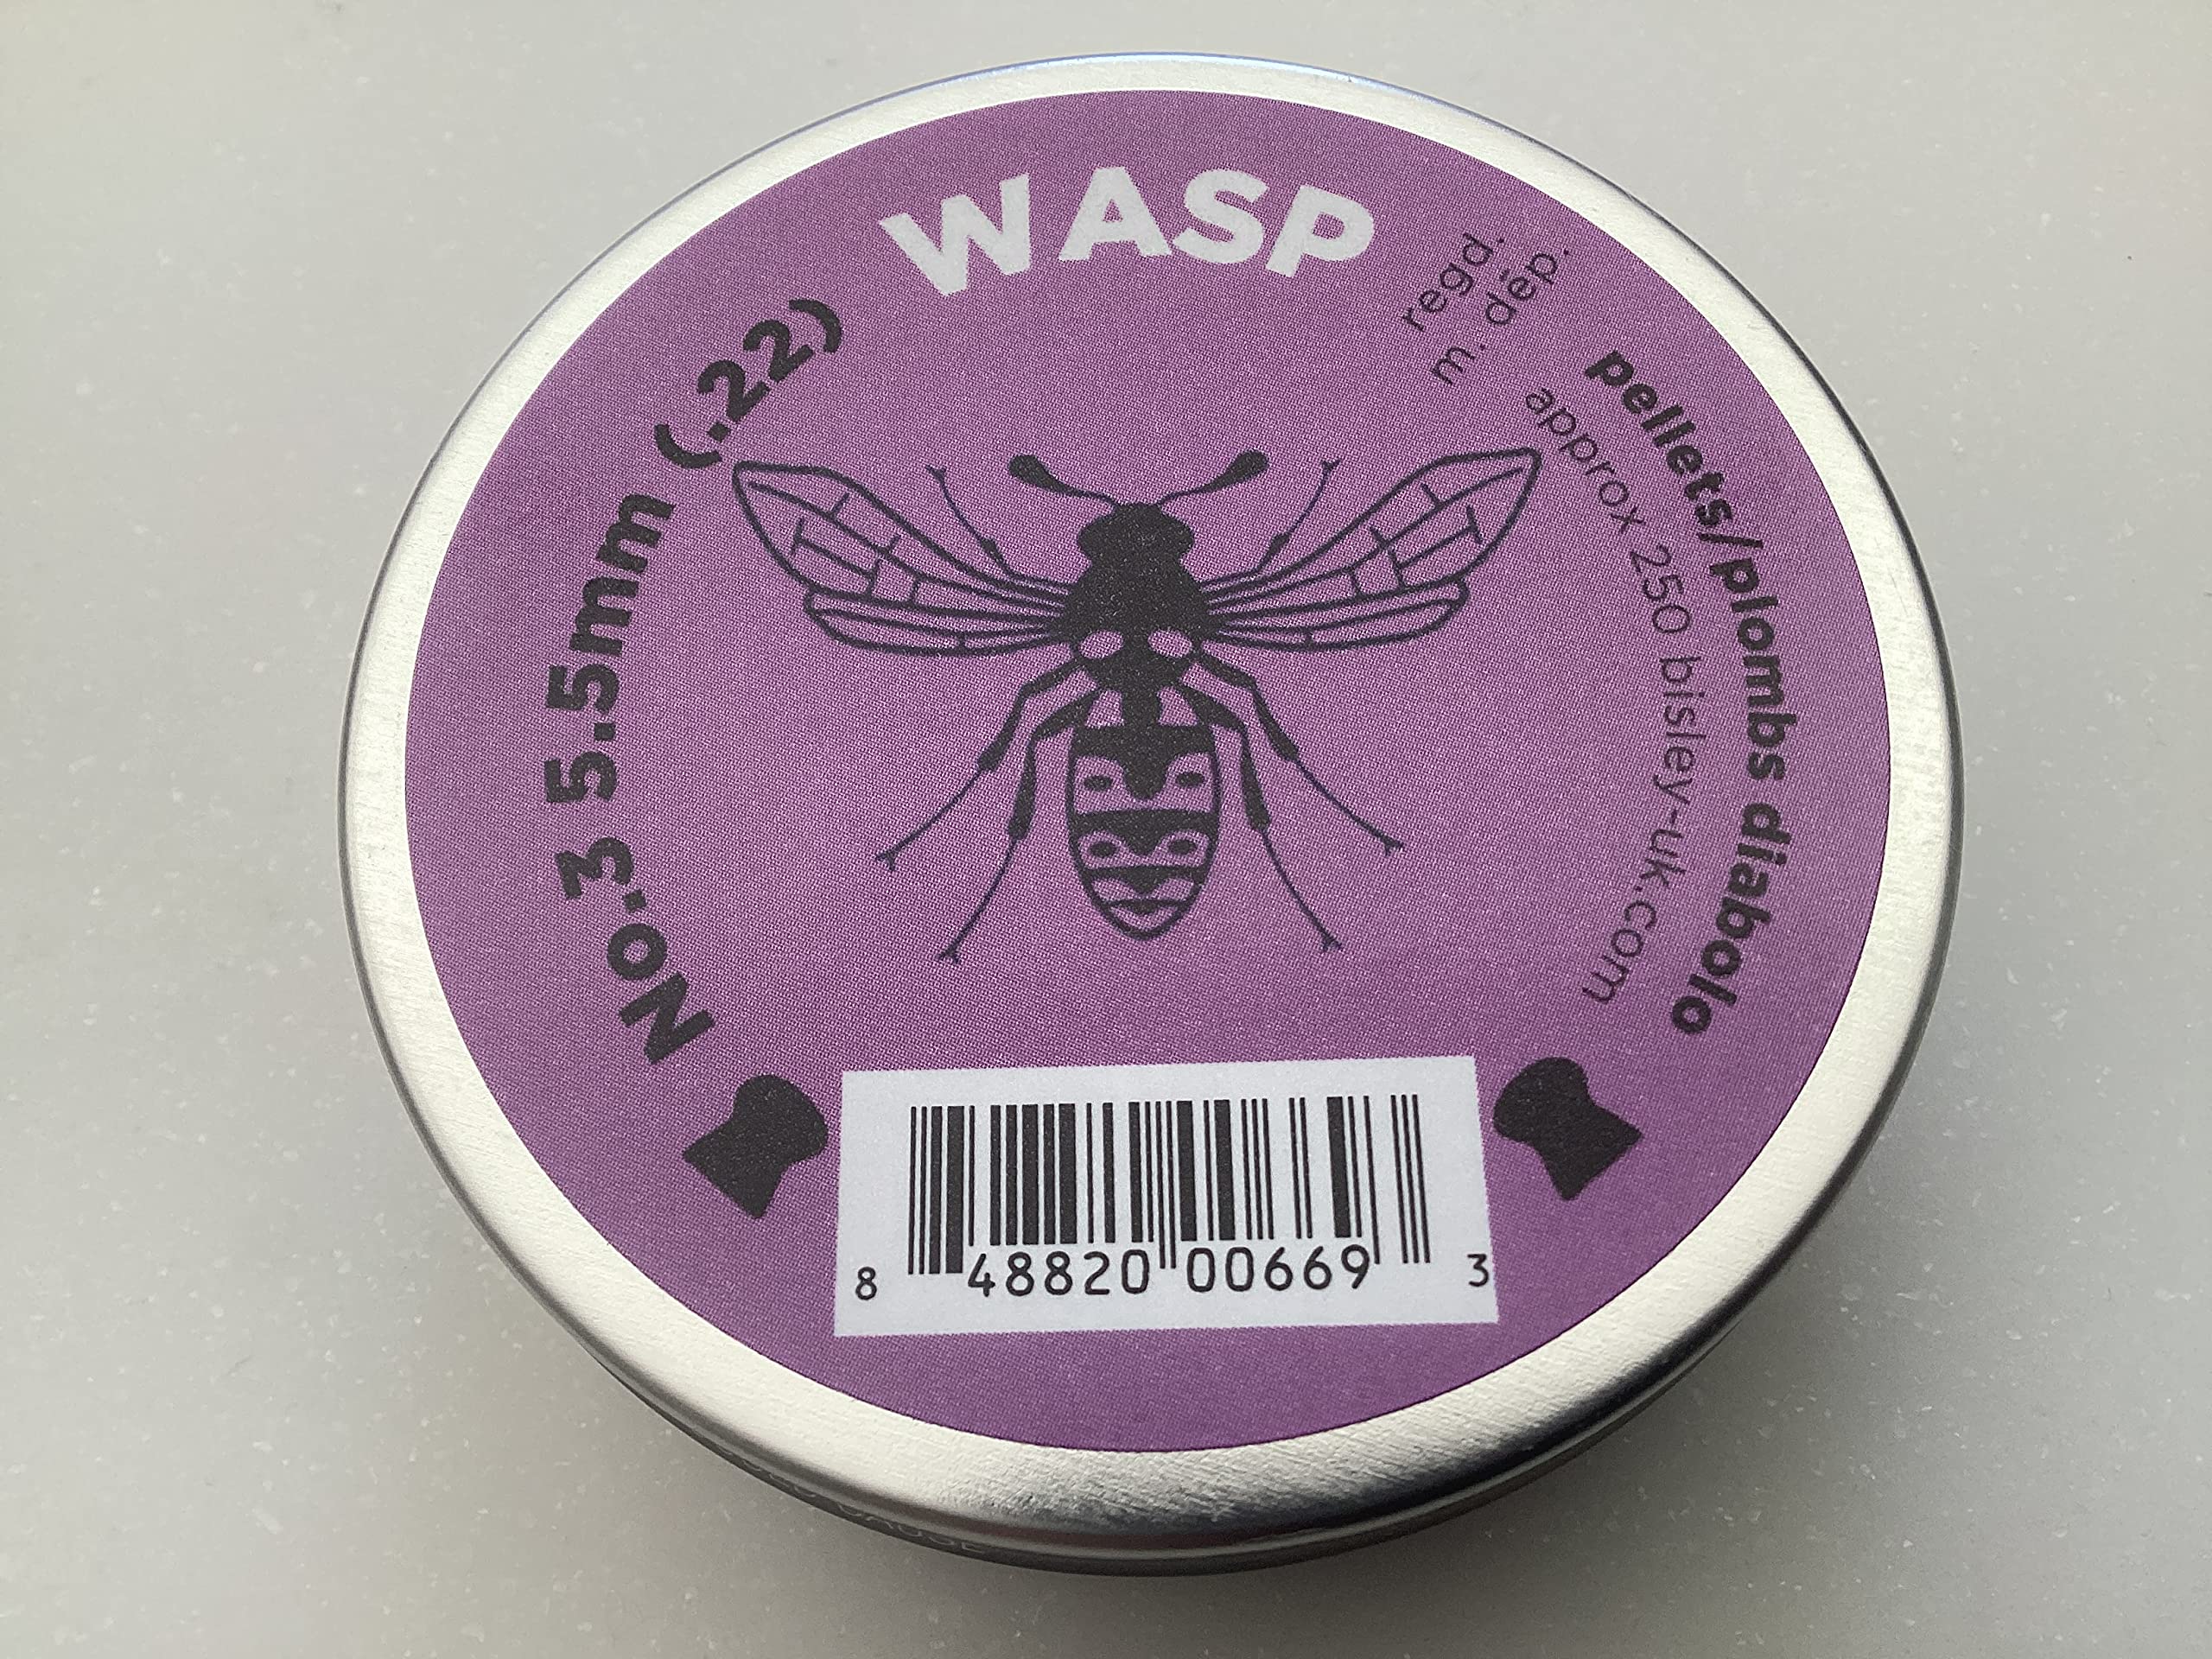 WASP
regd.
m. dép.
No.3 5.5mm (.22)
pellets/plombs diabolo
approx 250 bisley-uk.com
8 48820 00669 3